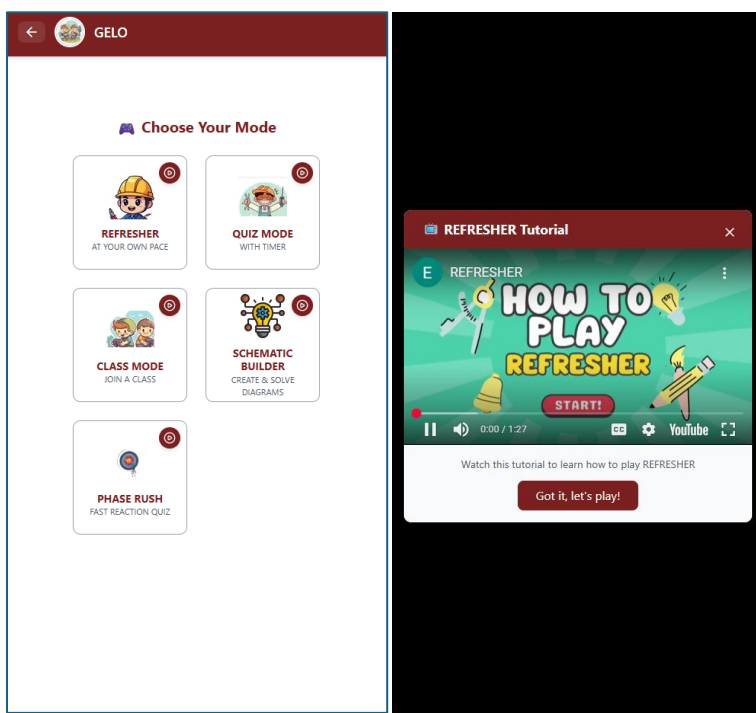 GELO
Choose Your Mode
REFRESHER
AT YOUR OWN PACE
QUIZ MODE
WITH TIMER
CLASS MODE
JOIN A CLASS
SCHEMATIC
BUILDER
CREATE & SOLVE
DIAGRAMS
PHASE RUSH
FAST REACTION QUIZ
REFRESHER Tutorial
E REFRESHER
HOW TO
PLAY
REFRESHER
START!
0:00 / 1:27 CC YouTube
Watch this tutorial to learn how to play REFRESHER
Got it, let's play!